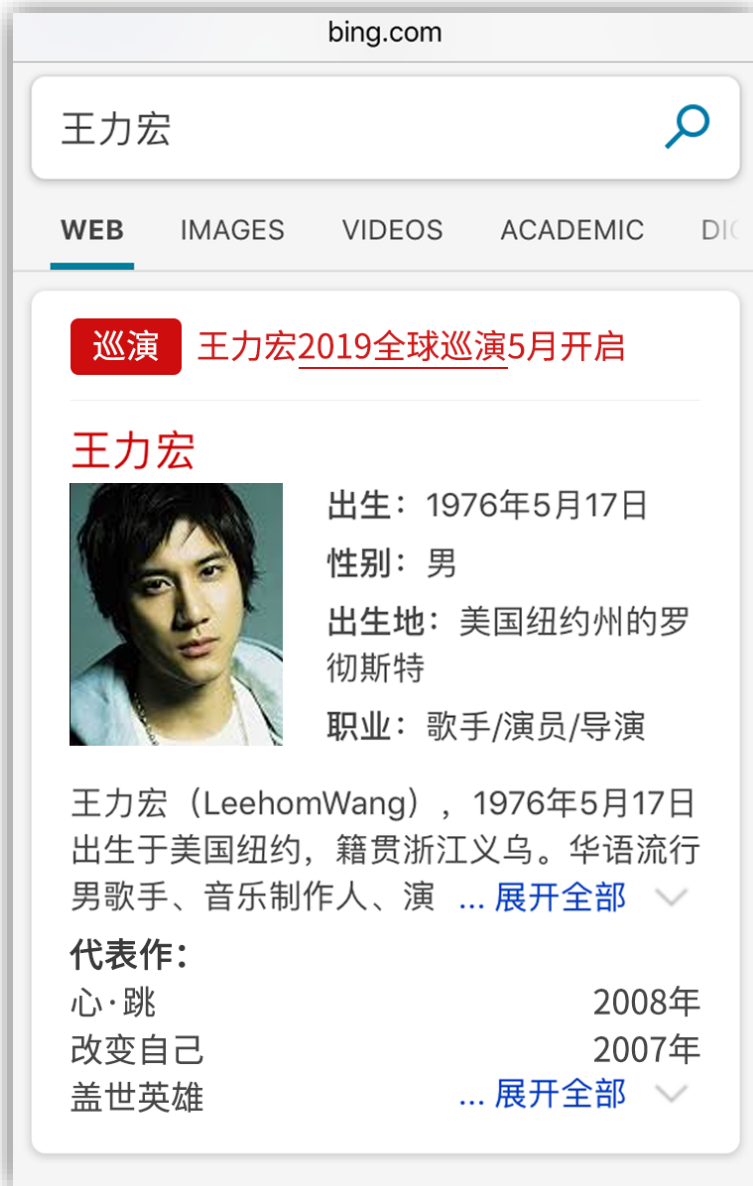 bing.com
王力宏
WEB IMAGES VIDEOS ACADEMIC
巡演 王力宏2019全球巡演5月开启
王力宏
出生：1976年5月17日
性别：男
出生地：美国纽约州的罗
彻斯特
职业：歌手/演员/导演
王力宏（LeehomWang），1976年5月17日
出生于美国纽约，籍贯浙江义乌。华语流行
男歌手、音乐制作人、演 ... 展开全部
代表作：
心·跳 2008年
改变自己 2007年
盖世英雄 ... 展开全部